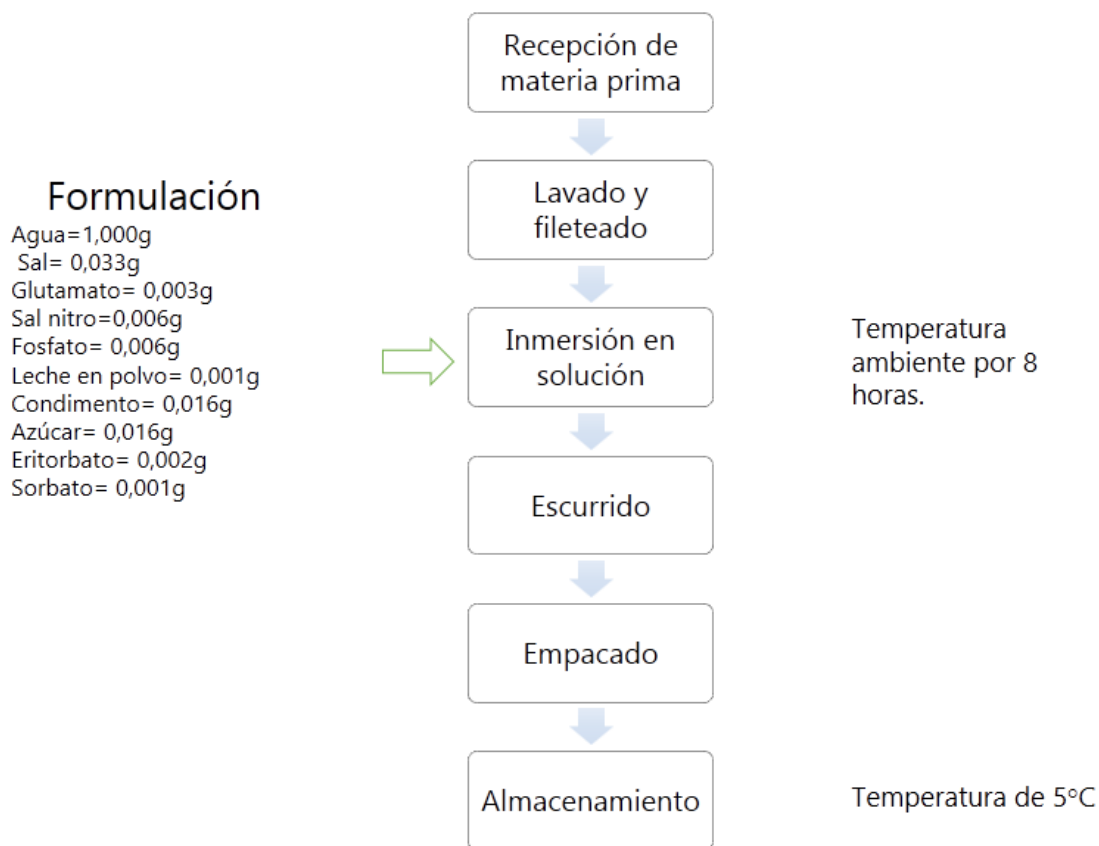 Recepción de
materia prima
Lavado y
fileteado
Formulación
Agua=1,000g
Sal= 0,033g
Glutamato= 0,003g
Sal nitro=0,006g
Fosfato= 0,006g
Leche en polvo= 0,001g
Condimento= 0,016g
Azúcar= 0,016g
Eritorbato= 0,002g
Sorbato= 0,001g
Inmersión en
solución
Temperatura
ambiente por 8
horas.
Escurrido
Empacado
Almacenamiento
Temperatura de 5°C